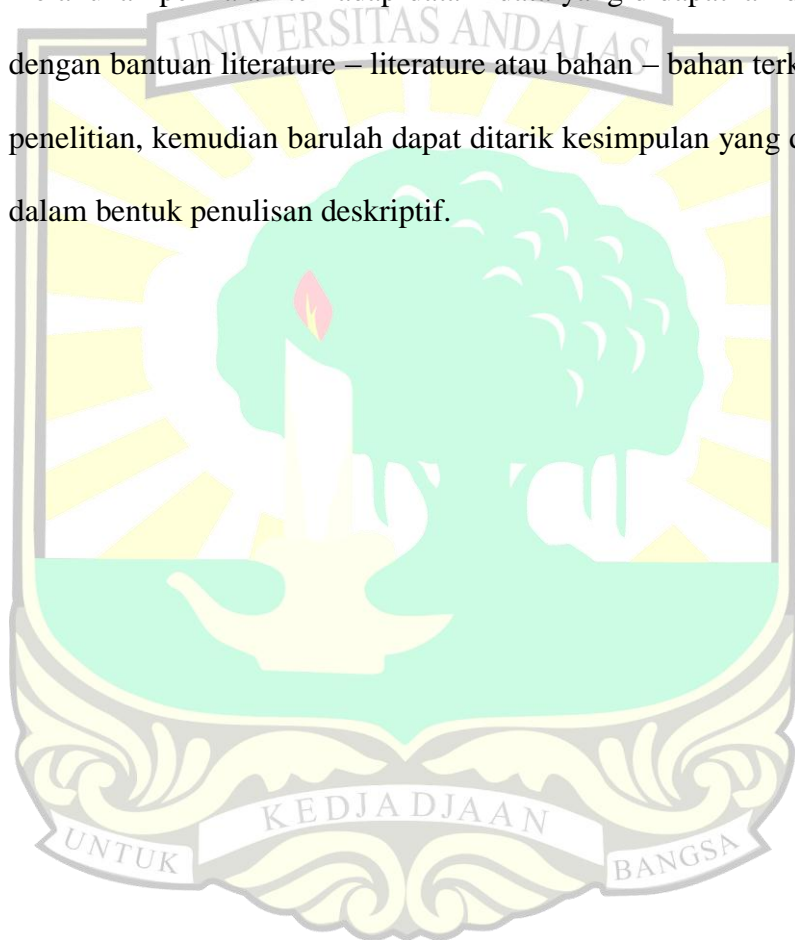 UNIVERSITAS ANDALAS
dengan bantuan literature – literature atau bahan – bahan
penelitian, kemudian barulah dapat ditarik kesimpulan yang
dalam bentuk penulisan deskriptif.
UNTUK
KEDJADJAAN
BANGSA